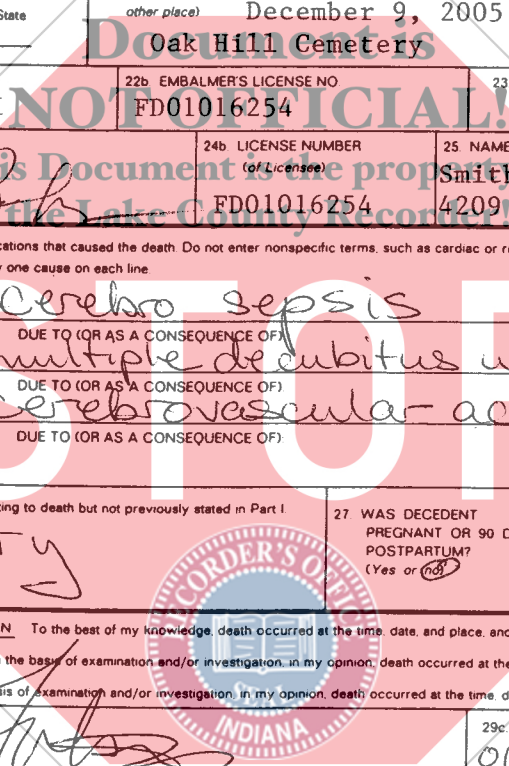 State
other place)
December 9, 2005
Document is
Oak Hill Cemetery
22b EMBALMER'S LICENSE NO.
23
FD01016254
NOT OFFICIAL!
24b LICENSE NUMBER
25. NAME
(of Licensee)
is Document is the property
Smith
FD01016254
4209
the Lake County Recorder!
cations that caused the death. Do not enter nonspecific terms, such as cardiac or
one cause on each line.
Cerebro sepsis
DUE TO (OR AS A CONSEQUENCE OF)
multiple decubitus u
DUE TO (OR AS A CONSEQUENCE OF)
cerebrovascular ac
DUE TO (OR AS A CONSEQUENCE OF)
STOP
ting to death but not previously stated in Part I.
27. WAS DECEDENT
PREGNANT OR 90 D
POSTPARTUM?
(Yes or no)
RECORDER'S OFFICE
N To the best of my knowledge, death occurred at the time, date, and place, and
the basis of examination and/or investigation, in my opinion, death occurred at the
sis of examination and/or investigation, in my opinion, death occurred at the time, d
SEAL
INDIANA
29c.